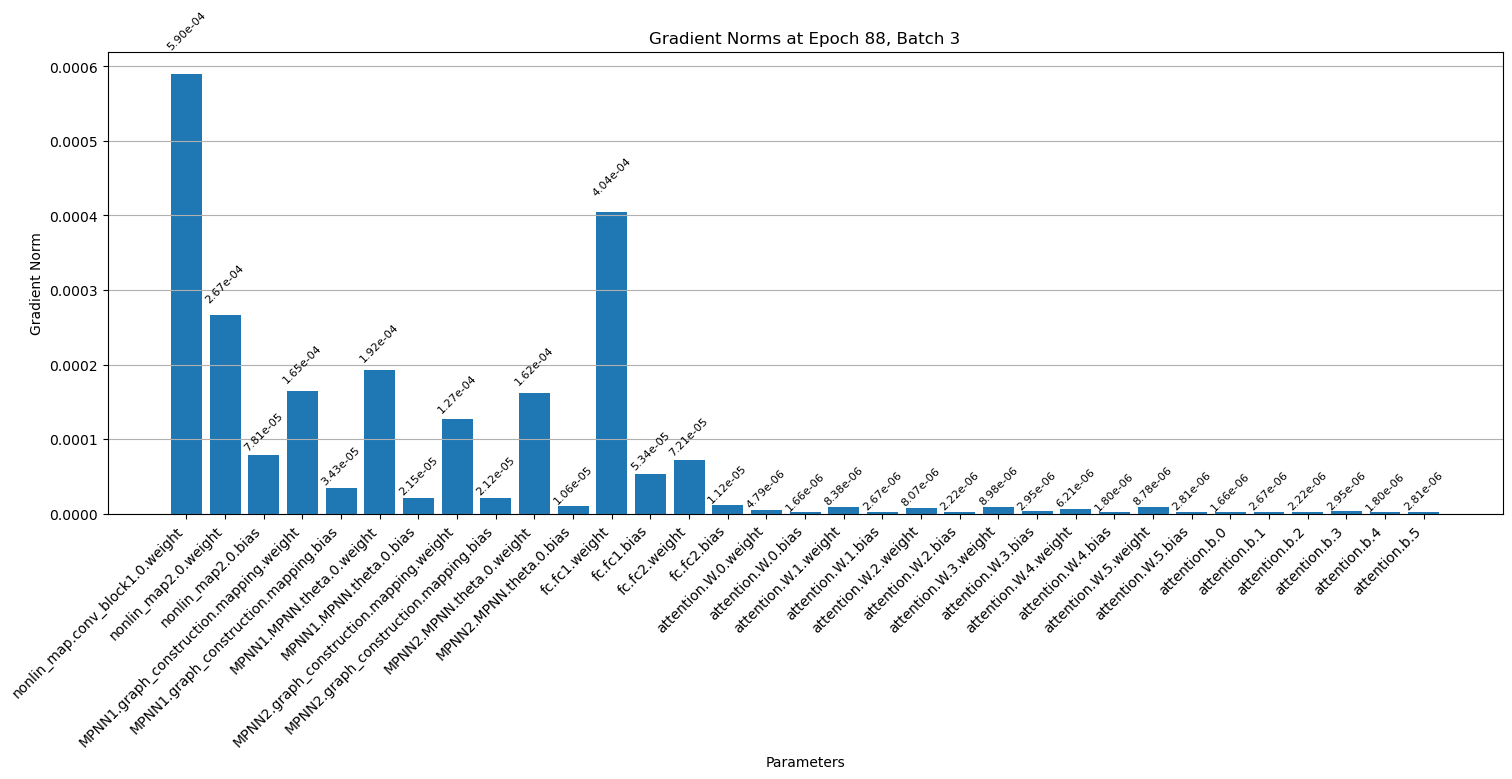 Gradient Norms at Epoch 88, Batch 3
Gradient Norm
0.0006
0.0005
0.0004
0.0003
0.0002
0.0001
0.0000
5.90e-04
2.67e-04
7.81e-05
1.65e-04
3.43e-05
1.92e-04
2.15e-05
1.27e-04
2.12e-05
1.62e-04
1.06e-05
4.04e-04
5.34e-05
7.21e-05
1.12e-05
4.79e-06
1.66e-06
8.38e-06
2.67e-06
8.07e-06
2.22e-06
8.98e-06
2.95e-06
6.21e-06
1.80e-06
8.78e-06
2.81e-06
1.66e-06
2.67e-06
2.22e-06
2.95e-06
1.80e-06
2.81e-06
nonlin_map.conv_block1.0.weight
nonlin_map2.0.weight
nonlin_map2.0.bias
MPNN1.graph_construction.mapping.weight
MPNN1.graph_construction.mapping.bias
MPNN1.MPNN.theta.0.weight
MPNN1.MPNN.theta.0.bias
MPNN2.graph_construction.mapping.weight
MPNN2.graph_construction.mapping.bias
MPNN2.MPNN.theta.0.weight
MPNN2.MPNN.theta.0.bias
fc.fc1.weight
fc.fc1.bias
fc.fc2.weight
fc.fc2.bias
attention.W.0.weight
attention.W.0.bias
attention.W.1.weight
attention.W.1.bias
attention.W.2.weight
attention.W.2.bias
attention.W.3.weight
attention.W.3.bias
attention.W.4.weight
attention.W.4.bias
attention.W.5.weight
attention.W.5.bias
attention.b.0
attention.b.1
attention.b.2
attention.b.3
attention.b.4
attention.b.5
Parameters